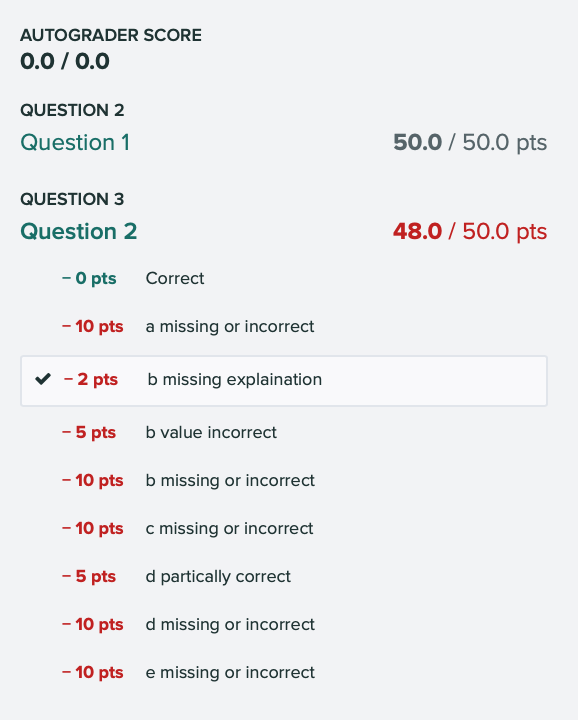 AUTOGRADER SCORE
0.0 / 0.0
QUESTION 2
Question 1 50.0 / 50.0 pts
QUESTION 3
Question 2 48.0 / 50.0 pts
– 0 pts Correct
– 10 pts a missing or incorrect
– 2 pts b missing explaination
– 5 pts b value incorrect
– 10 pts b missing or incorrect
– 10 pts c missing or incorrect
– 5 pts d partically correct
– 10 pts d missing or incorrect
– 10 pts e missing or incorrect